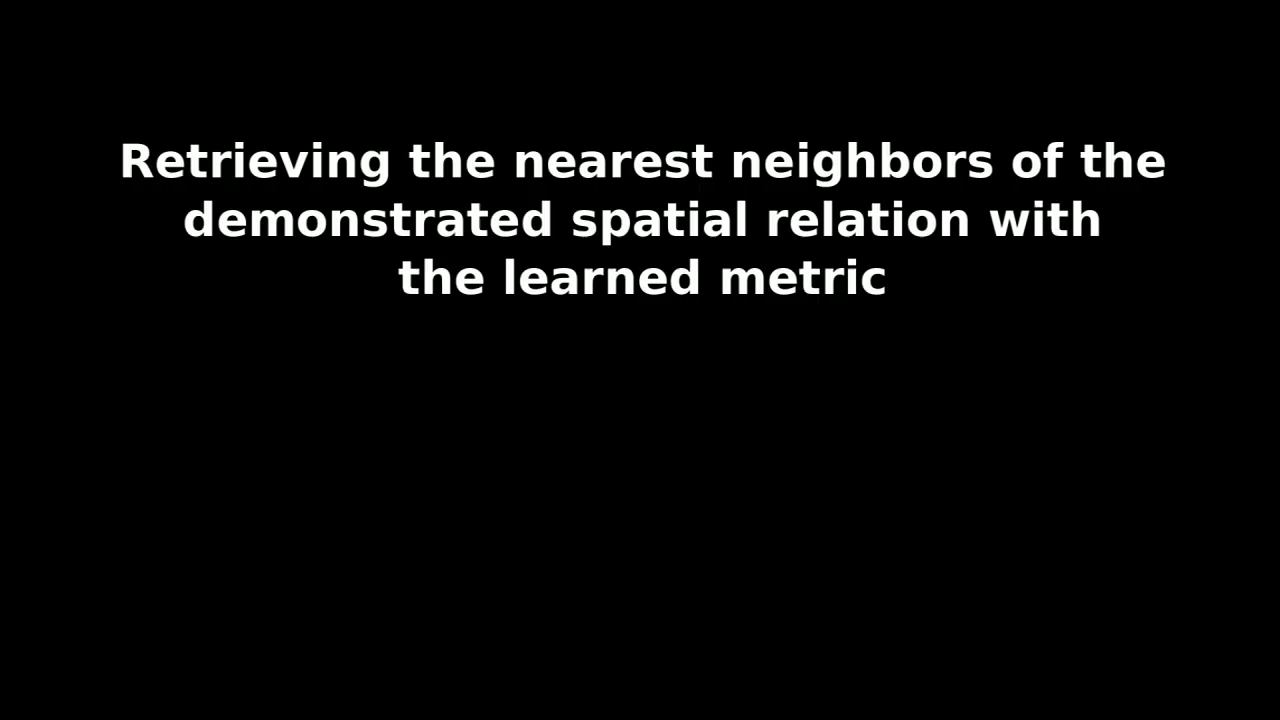 Retrieving the nearest neighbors of the
demonstrated spatial relation with
the learned metric